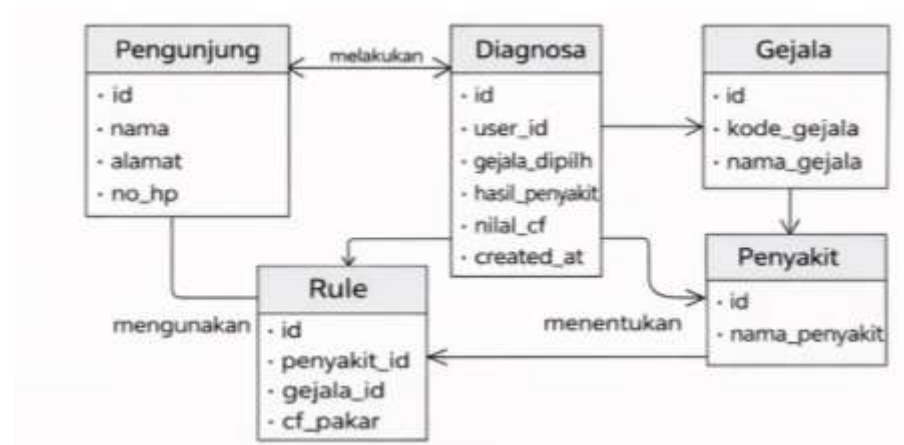 Pengunjung
- id
- nama
- alamat
- no_hp
melakukan
Diagnosa
- id
- user_id
- gejala_dipilh
- hasil_penyakit
- nilal_cf
- created_at
Gejala
- id
- kode_gejala
- nama_gejala
Penyakit
- id
- nama_penyakit
menentukan
mengunakan
Rule
- id
- penyakit_id
- gejala_id
- cf_pakar